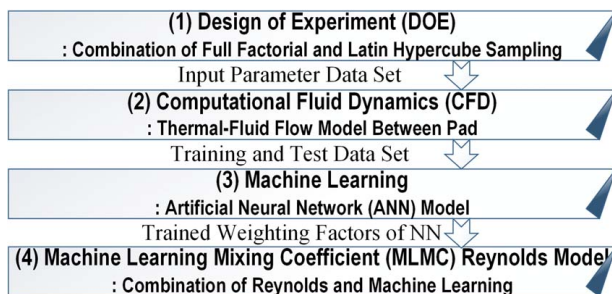 (1) Design of Experiment (DOE)
: Combination of Full Factorial and Latin Hypercube Sampling
Input Parameter Data Set
(2) Computational Fluid Dynamics (CFD)
: Thermal-Fluid Flow Model Between Pad
Training and Test Data Set
(3) Machine Learning
: Artificial Neural Network (ANN) Model
Trained Weighting Factors of NN
(4) Machine Learning Mixing Coefficient (MLMC) Reynolds Model
: Combination of Reynolds and Machine Learning